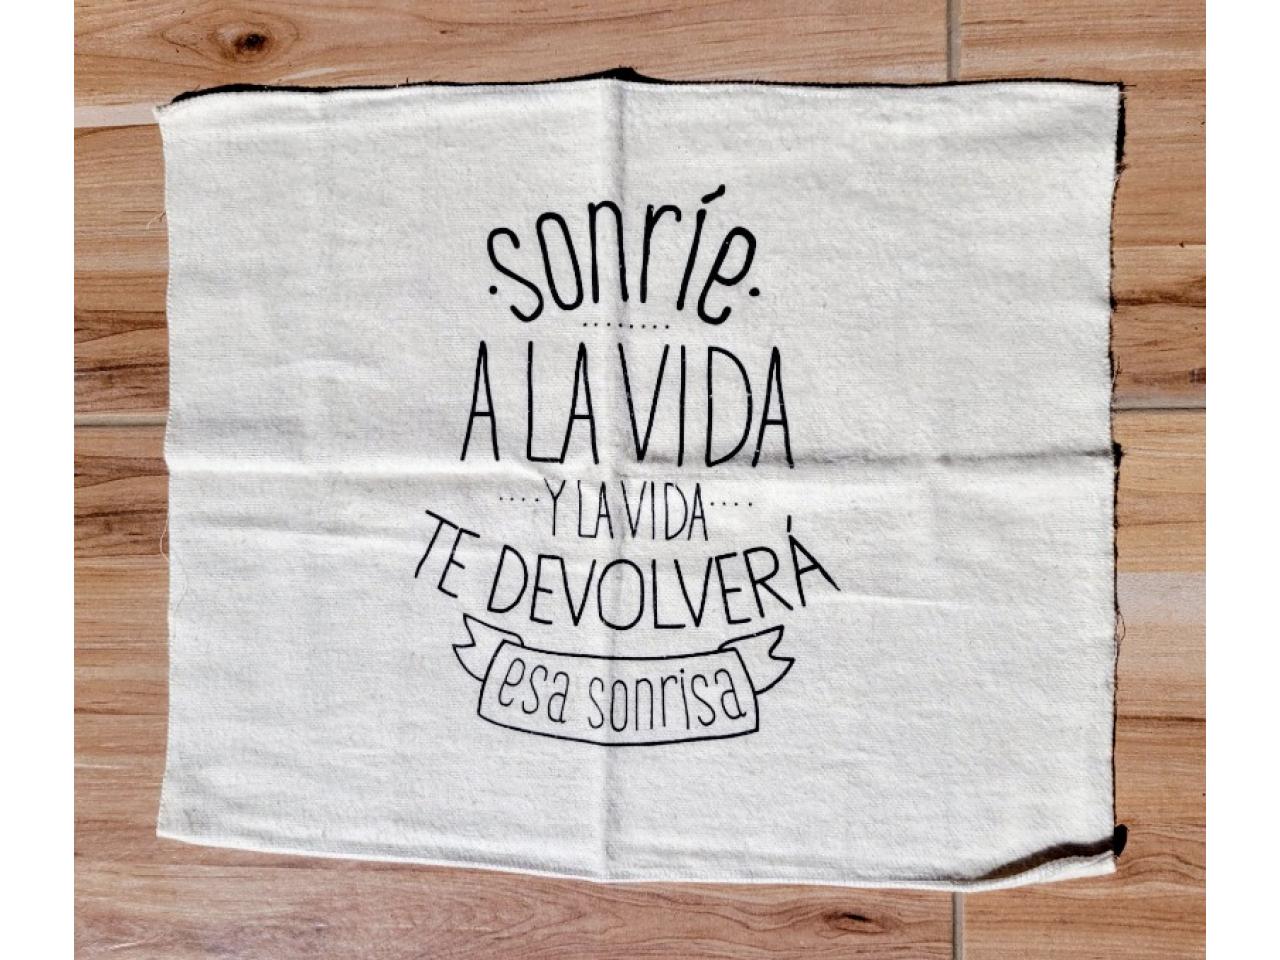 sonríe
A LA VIDA
Y LA VIDA
TE DEVOLVERÁ
esa sonrisa